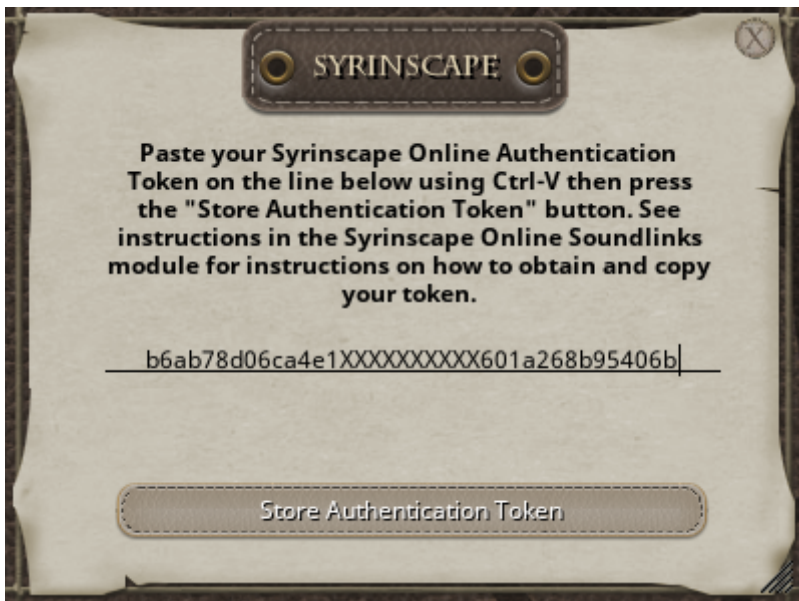 SYRINSCAPE
X
Paste your Syrinscape Online Authentication
Token on the line below using Ctrl-V then press
the "Store Authentication Token" button. See
instructions in the Syrinscape Online Soundlinks
module for instructions on how to obtain and copy
your token.
b6ab78d06ca4e1XXXXXXXXXX601a268b95406b
Store Authentication Token